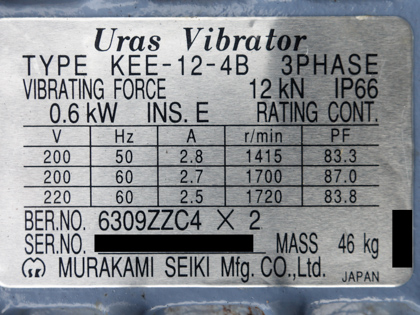 Uras Vibrator
TYPE KEE-12-4B 3PHASE
VIBRATING FORCE 12 kN IP66
0.6 kW INS. E RATING CONT.
V Hz A r/min PF
200 50 2.8 1415 83.3
200 60 2.7 1700 87.0
220 60 2.5 1720 83.8
BER.NO. 6309ZZC4 × 2
SER.NO. MASS 46 kg
MURAKAMI SEIKI Mfg. CO.,Ltd. JAPAN